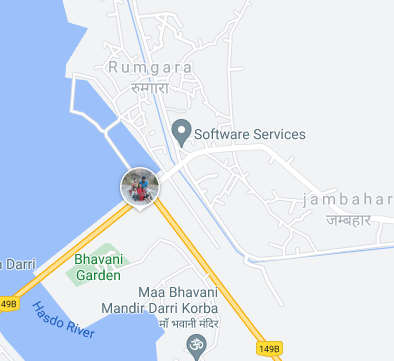 Rumgara
रुमगारा
Software Services
jambahar
जम्बहार
Bhavani
Garden
Darri
Maa Bhavani
Mandir Darri Korba
माँ भवानी मंदिर
149B
Hasdo River
149B